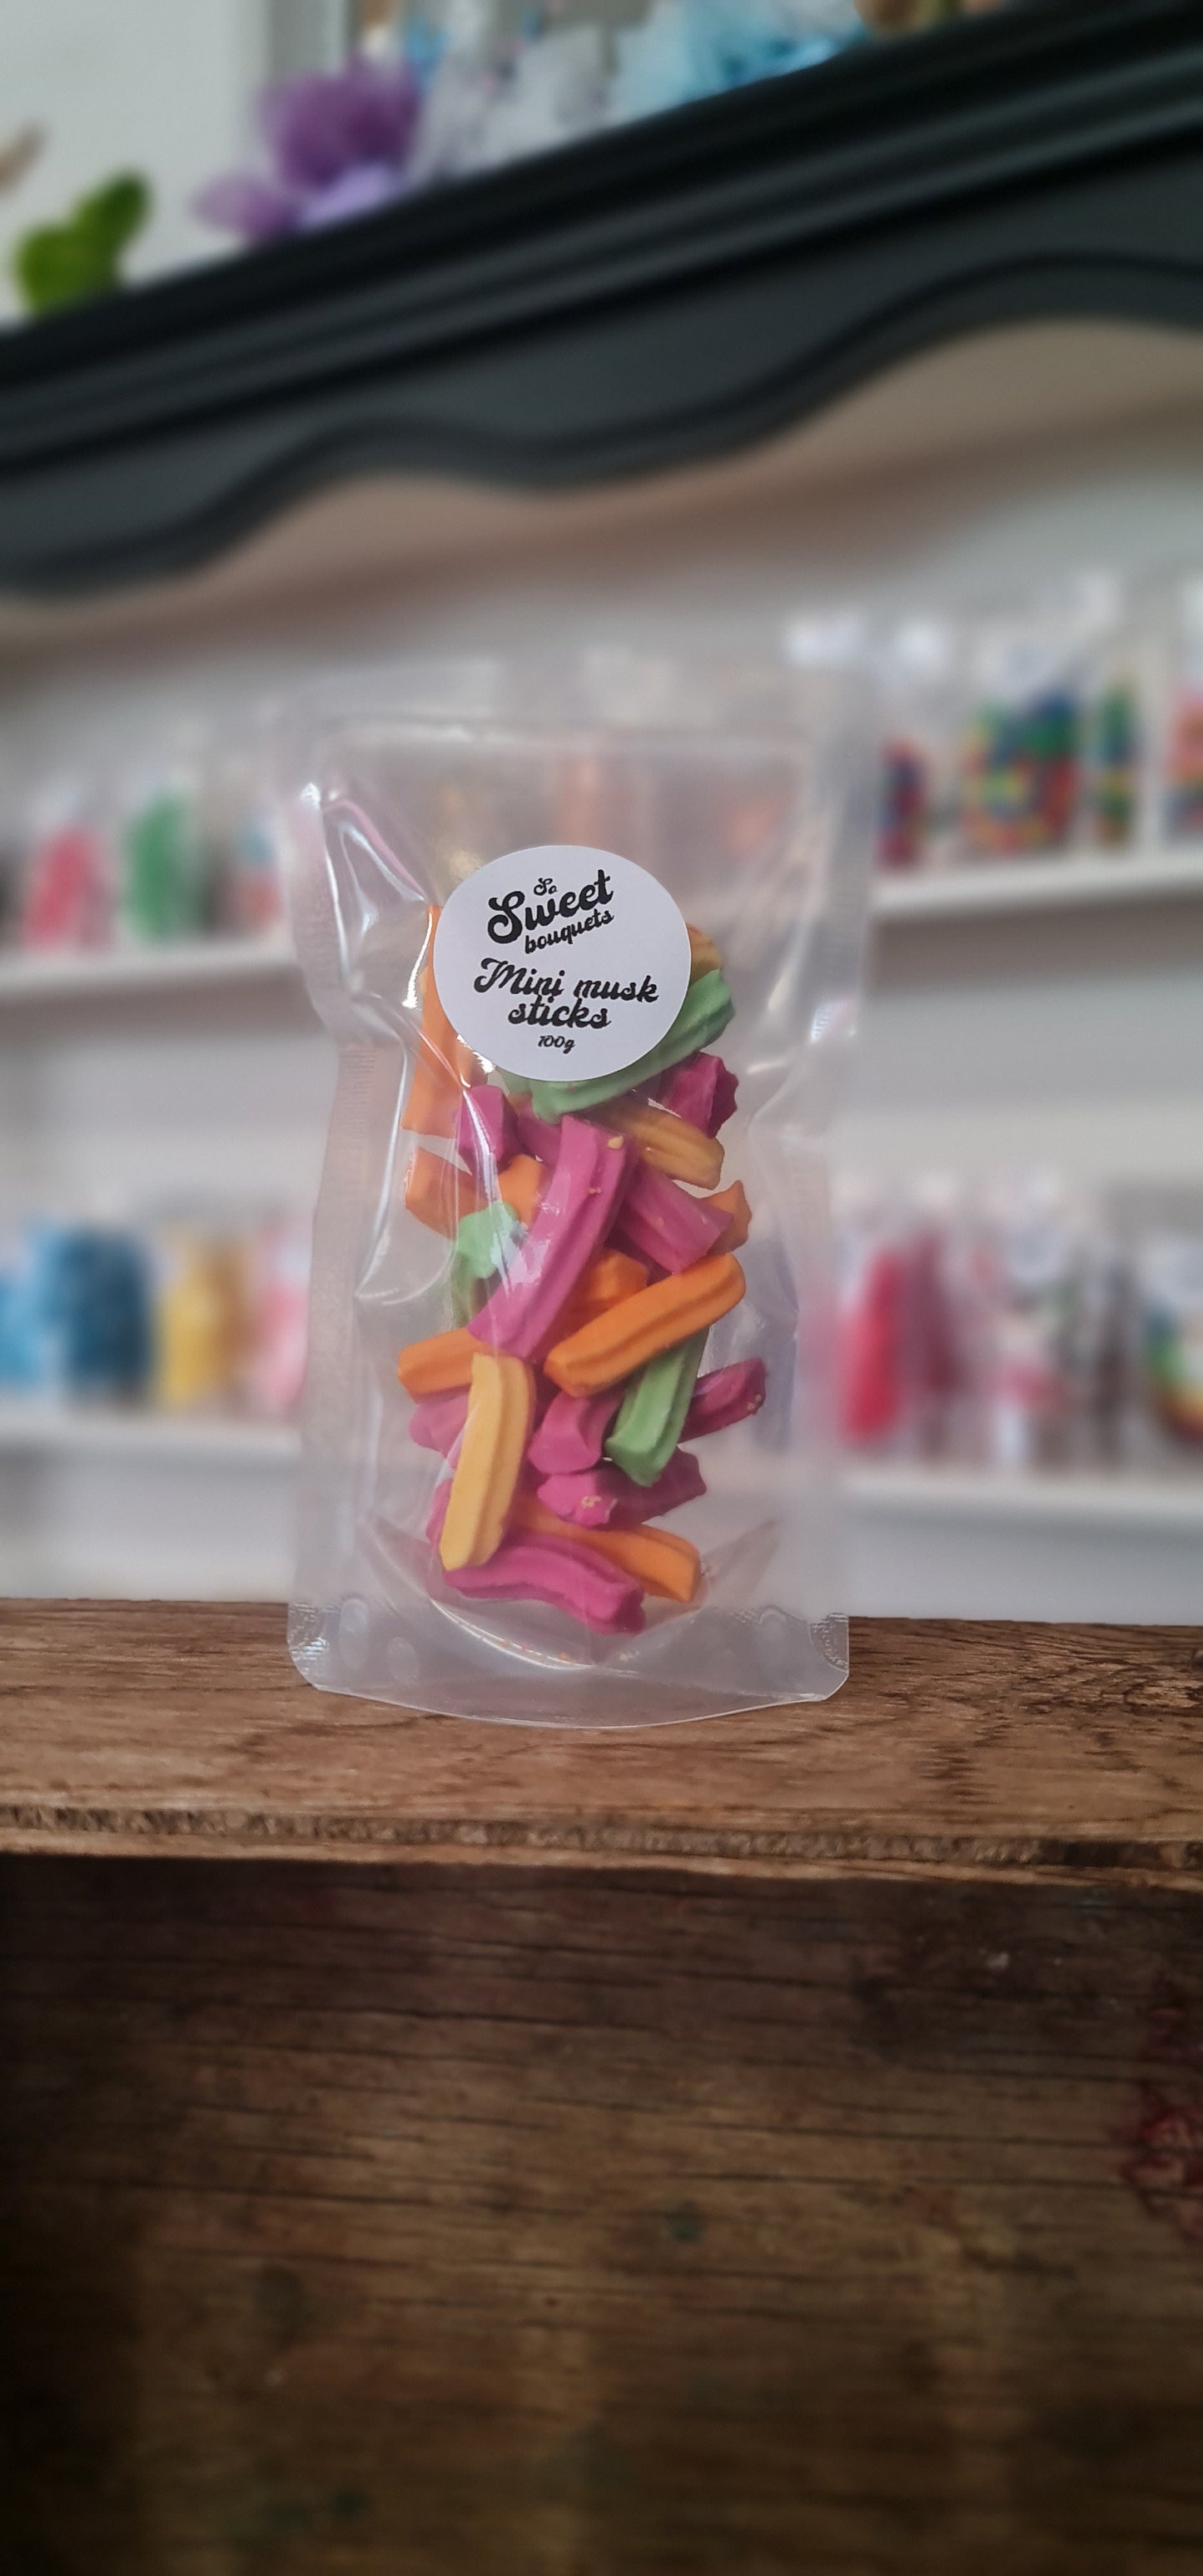 So
Sweet
bouquets
Mini musk
sticks
100g